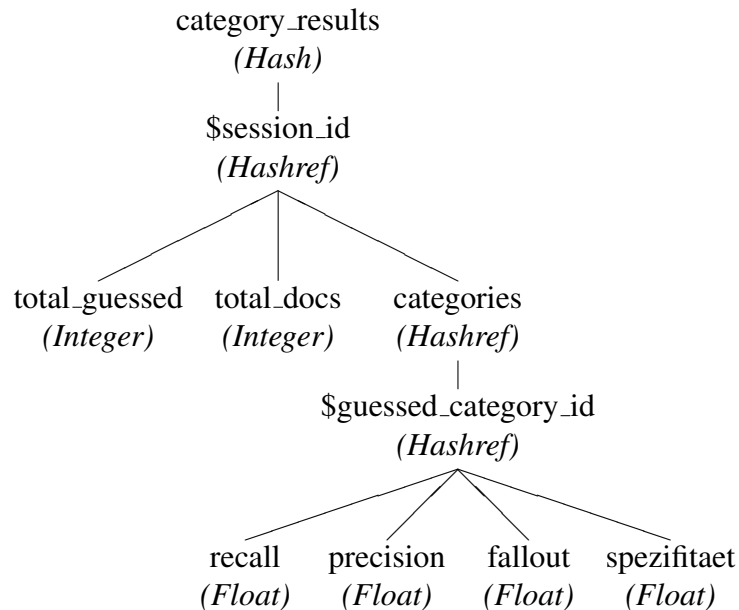 category_results
(Hash)
$session_id
(Hashref)
total_guessed total_docs categories
(Integer) (Integer) (Hashref)
$guessed_category_id
(Hashref)
recall precision fallout spezifitaet
(Float) (Float) (Float) (Float)